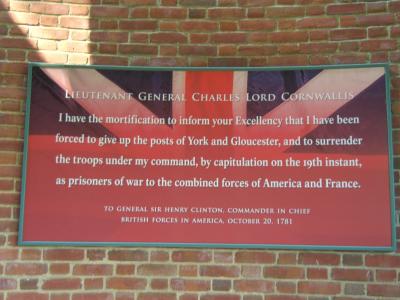 Lieutenant General Charles Lord Cornwallis
I have the mortification to inform your Excellency that I have been
forced to give up the posts of York and Gloucester, and to surrender
the troops under my command, by capitulation on the 19th instant,
as prisoners of war to the combined forces of America and France.
TO GENERAL SIR HENRY CLINTON, COMMANDER IN CHIEF
BRITISH FORCES IN AMERICA, OCTOBER 20, 1781